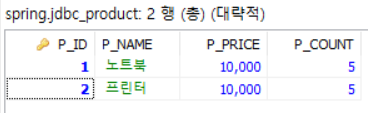 spring.jdbc_product: 2 행 (총) (대략적)
P_ID P_NAME P_PRICE P_COUNT
1 노트북 10,000 5
2 프린터 10,000 5